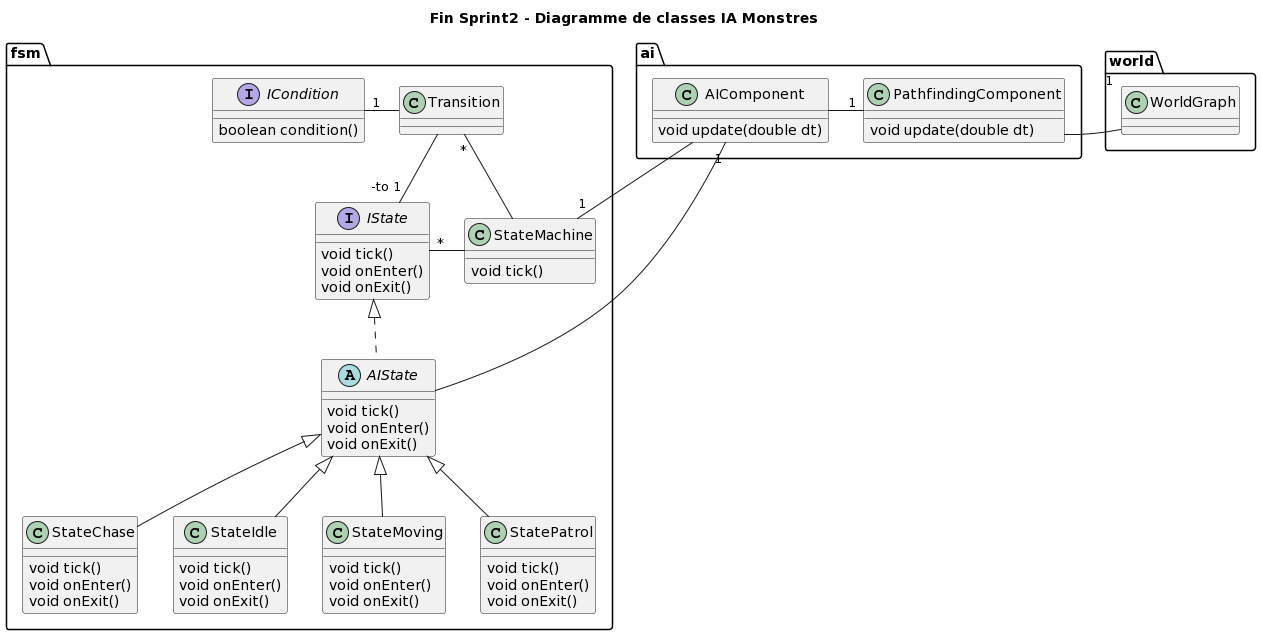 Fin Sprint2 - Diagramme de classes IA Monstres
fsm
ai
world
I ICondition
boolean condition()
1
C Transition
C AIComponent
void update(double dt)
1
C PathfindingComponent
void update(double dt)
1
C WorldGraph
*
1
-to 1
1
I IState
void tick()
void onEnter()
void onExit()
*
C StateMachine
void tick()
A AIState
void tick()
void onEnter()
void onExit()
C StateChase
void tick()
void onEnter()
void onExit()
C StateIdle
void tick()
void onEnter()
void onExit()
C StateMoving
void tick()
void onEnter()
void onExit()
C StatePatrol
void tick()
void onEnter()
void onExit()